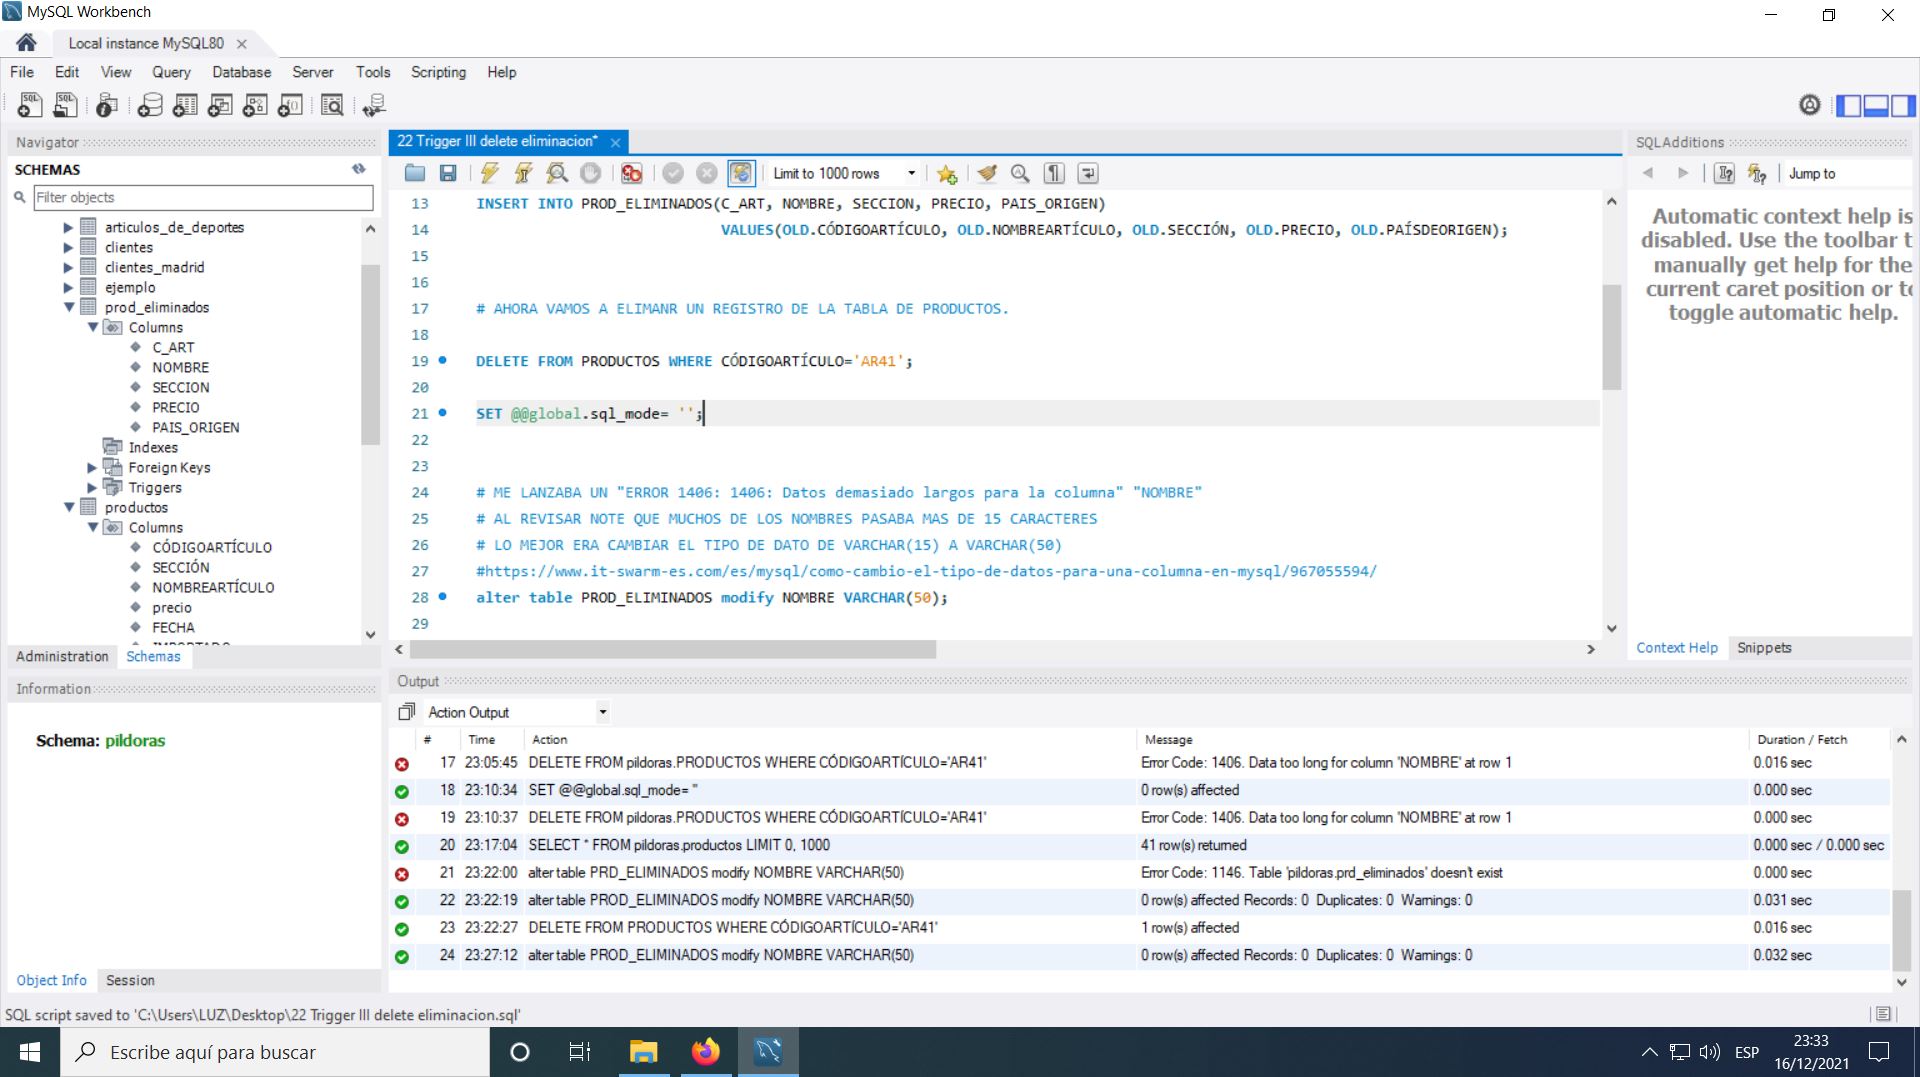 MySQL Workbench
Local instance MySQL80
File Edit View Query Database Server Tools Scripting Help
Navigator
SCHEMAS
Filter objects
articulos_de_deportes
clientes
clientes_madrid
ejemplo
prod_eliminados
Columns
C_ART
NOMBRE
SECCION
PRECIO
PAIS_ORIGEN
Indexes
Foreign Keys
Triggers
productos
Columns
CÓDIGOARTÍCULO
SECCIÓN
NOMBREARTÍCULO
precio
FECHA
IMPORTADO
Administration Schemas
Information
Schema: pildoras
Object Info Session
22 Trigger III delete eliminacion*
Limit to 1000 rows
13 INSERT INTO PROD_ELIMINADOS(C_ART, NOMBRE, SECCION, PRECIO, PAIS_ORIGEN)
14 VALUES(OLD.CÓDIGOARTÍCULO, OLD.NOMBREARTÍCULO, OLD.SECCIÓN, OLD.PRECIO, OLD.PAÍSDEORIGEN);
15
16
17 # AHORA VAMOS A ELIMANR UN REGISTRO DE LA TABLA DE PRODUCTOS.
18
19 DELETE FROM PRODUCTOS WHERE CÓDIGOARTÍCULO='AR41';
20
21 SET @@global.sql_mode= '';
22
23
24 # ME LANZABA UN "ERROR 1406: 1406: Datos demasiado largos para la columna" "NOMBRE"
25 # AL REVISAR NOTE QUE MUCHOS DE LOS NOMBRES PASABA MAS DE 15 CARACTERES
26 # LO MEJOR ERA CAMBIAR EL TIPO DE DATO DE VARCHAR(15) A VARCHAR(50)
27 #https://www.it-swarm-es.com/es/mysql/como-cambio-el-tipo-de-datos-para-una-columna-en-mysql/967055594/
28 alter table PROD_ELIMINADOS modify NOMBRE VARCHAR(50);
29
SQLAdditions
Jump to
Automatic context help is
disabled. Use the toolbar t
manually get help for the
current caret position or to
toggle automatic help.
Context Help Snippets
Output
Action Output
# Time Action Message Duration / Fetch
17 23:05:45 DELETE FROM pildoras.PRODUCTOS WHERE CÓDIGOARTÍCULO='AR41' Error Code: 1406. Data too long for column 'NOMBRE' at row 1 0.016 sec
18 23:10:34 SET @@global.sql_mode= '' 0 row(s) affected 0.000 sec
19 23:10:37 DELETE FROM pildoras.PRODUCTOS WHERE CÓDIGOARTÍCULO='AR41' Error Code: 1406. Data too long for column 'NOMBRE' at row 1 0.000 sec
20 23:17:04 SELECT * FROM pildoras.productos LIMIT 0, 1000 41 row(s) returned 0.000 sec / 0.000 sec
21 23:22:00 alter table PRD_ELIMINADOS modify NOMBRE VARCHAR(50) Error Code: 1146. Table 'pildoras.prd_eliminados' doesn't exist 0.000 sec
22 23:22:19 alter table PROD_ELIMINADOS modify NOMBRE VARCHAR(50) 0 row(s) affected Records: 0 Duplicates: 0 Warnings: 0 0.031 sec
23 23:22:27 DELETE FROM PRODUCTOS WHERE CÓDIGOARTÍCULO='AR41' 1 row(s) affected 0.016 sec
24 23:27:12 alter table PROD_ELIMINADOS modify NOMBRE VARCHAR(50) 0 row(s) affected Records: 0 Duplicates: 0 Warnings: 0 0.032 sec
SQL script saved to 'C:\Users\LUZ\Desktop\22 Trigger III delete eliminacion.sql'
Escribe aquí para buscar
ESP
23:33
16/12/2021